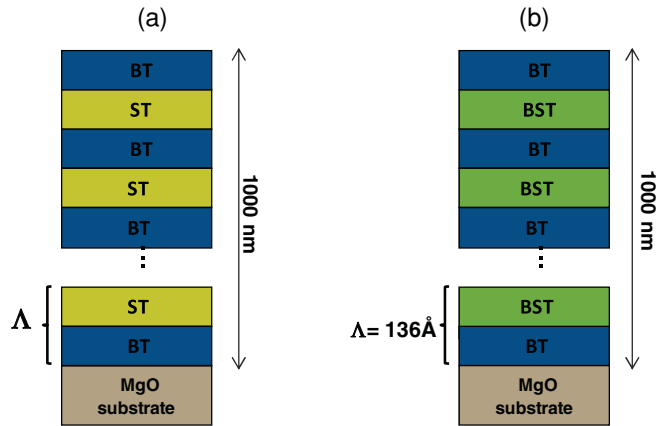 (a)
BT
ST
BT
ST
BT
ST
BT
MgO
substrate
Λ
1000 nm
(b)
BT
BST
BT
BST
BT
BST
BT
MgO
substrate
Λ= 136Å
1000 nm